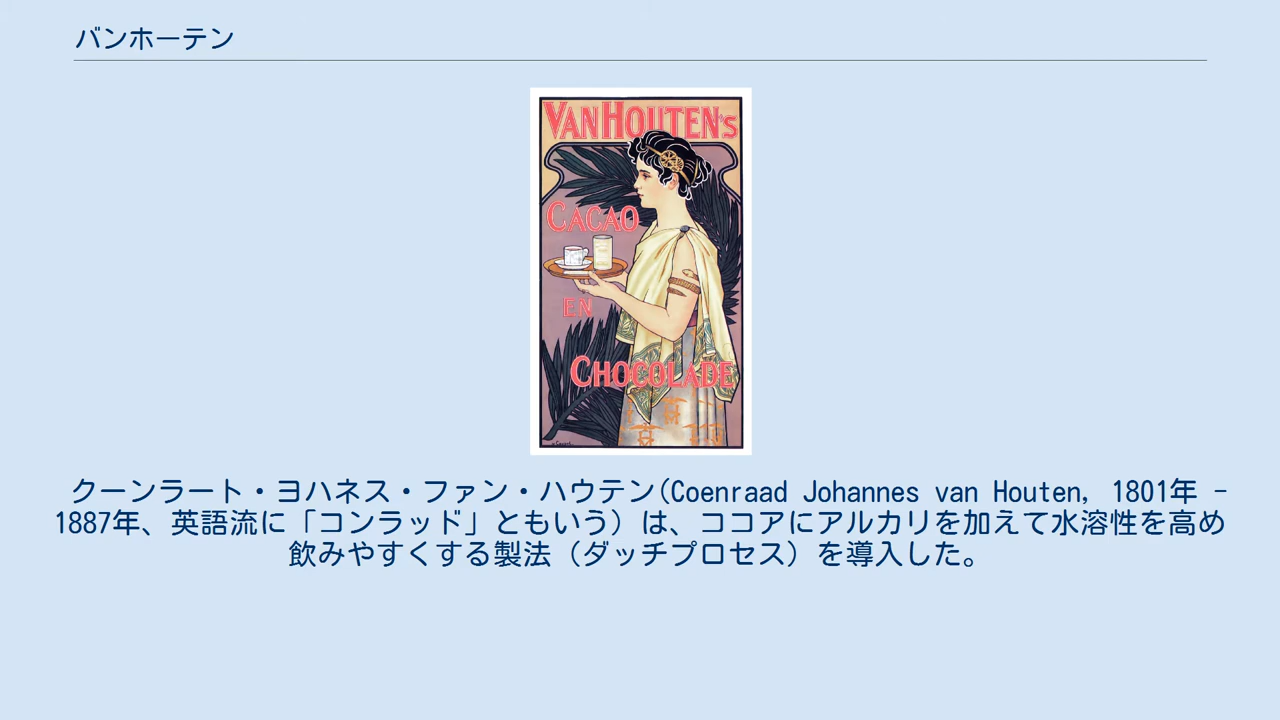 バンホーテン
VANHOUTEN'S
CACAO
EN
CHOCOLADE
クーンラート・ヨハネス・ファン・ハウテン(Coenraad Johannes van Houten, 1801年 -
1887年、英語流に「コンラッド」ともいう）は、ココアにアルカリを加えて水溶性を高め
飲みやすくする製法（ダッチプロセス）を導入した。